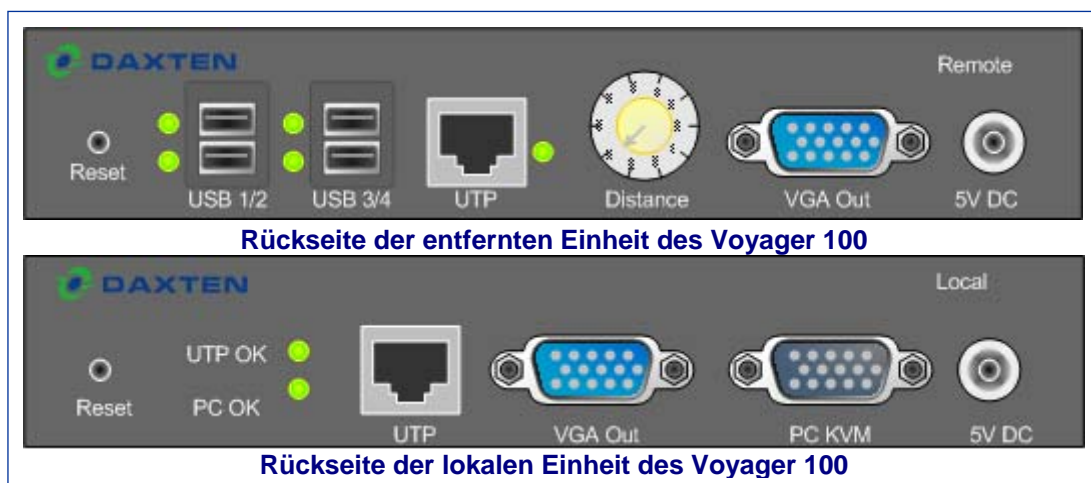 DAXTEN
Remote
Reset
USB 1/2
USB 3/4
UTP
Distance
VGA Out
5V DC
Rückseite der entfernten Einheit des Voyager 100
DAXTEN
Local
UTP OK
PC OK
Reset
UTP
VGA Out
PC KVM
5V DC
Rückseite der lokalen Einheit des Voyager 100